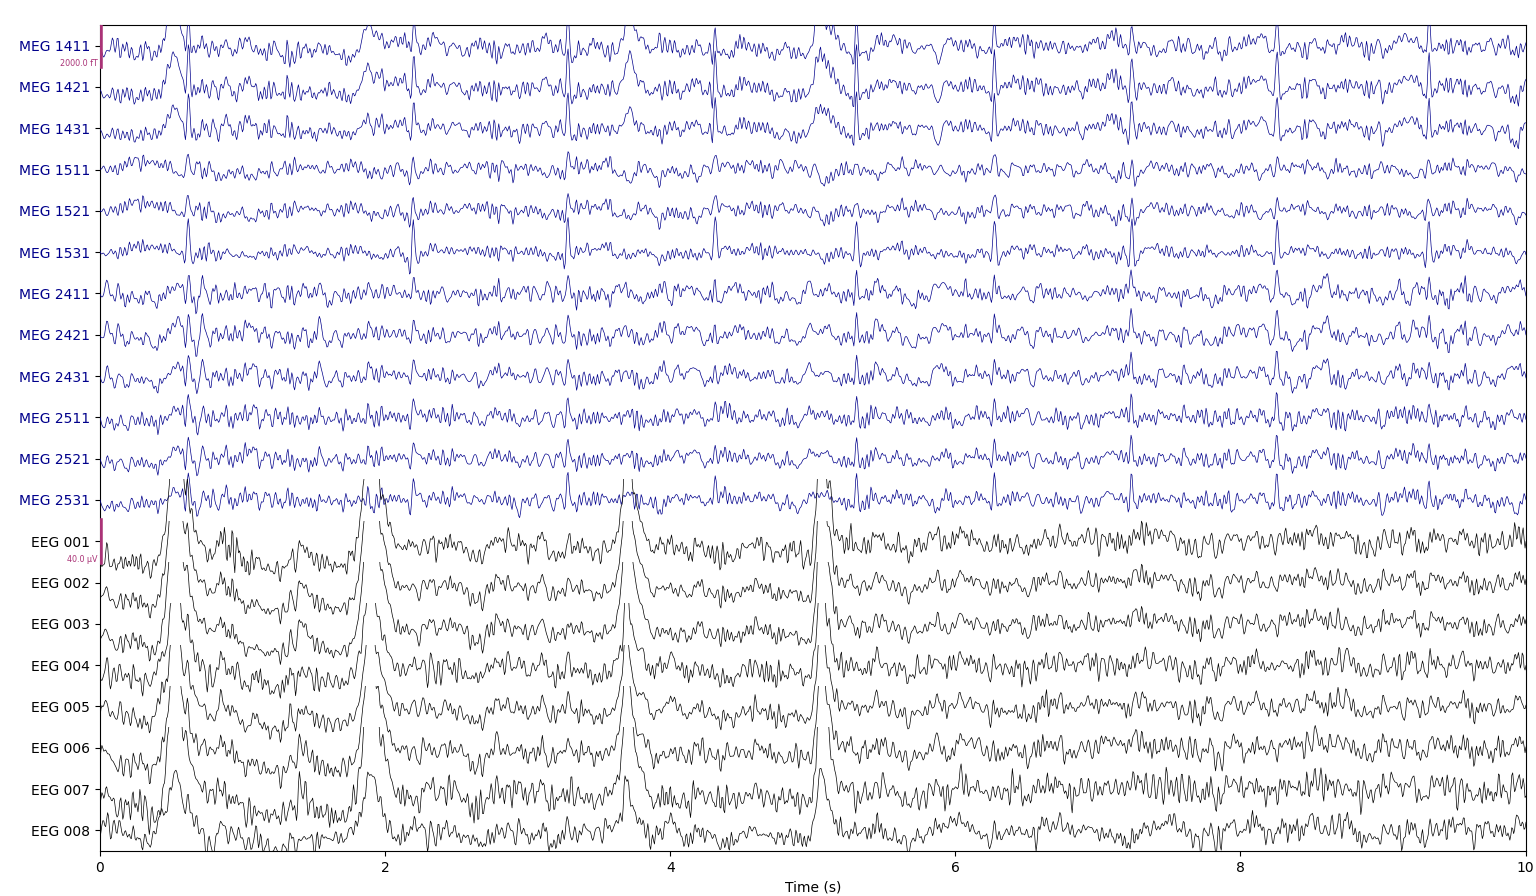 MEG 1411
2000.0 fT
MEG 1421
MEG 1431
MEG 1511
MEG 1521
MEG 1531
MEG 2411
MEG 2421
MEG 2431
MEG 2511
MEG 2521
MEG 2531
EEG 001
40.0 µV
EEG 002
EEG 003
EEG 004
EEG 005
EEG 006
EEG 007
EEG 008
0 2 4 6 8 10
Time (s)